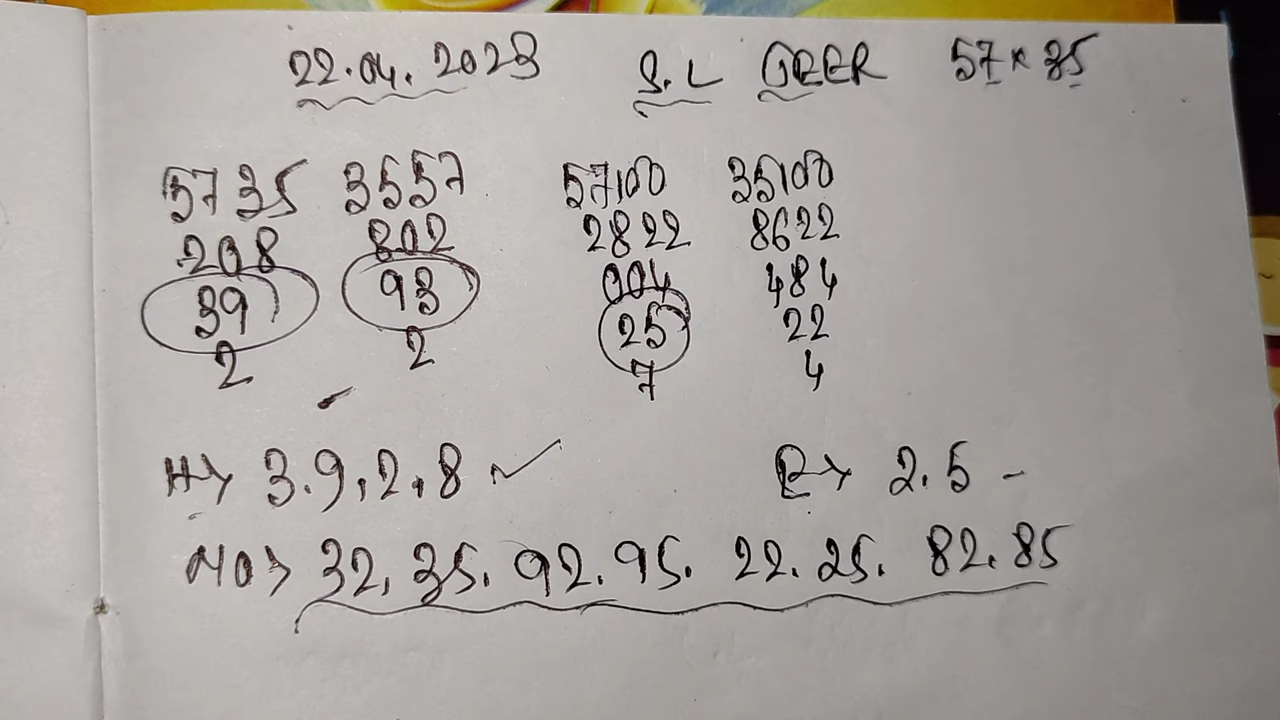 22.04.2023 S.L TEER 57 x 35
5735 3557 57100 35100
208 802 2822 8622
39 93 004 484
2 2 25 22
7 4
H> 3.9,2,8 ✓ E> 2.5 -
NO> 32, 35. 92. 95. 22. 25. 82. 85